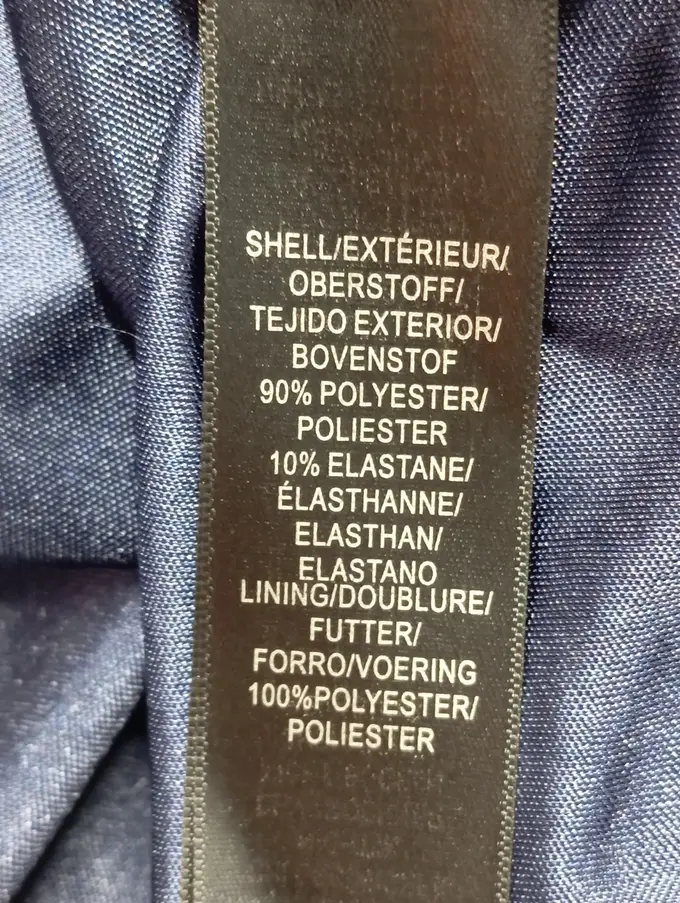 SHELL/EXTÉRIEUR/
OBERSTOFF/
TEJIDO EXTERIOR/
BOVENSTOF
90% POLYESTER/
POLIESTER
10% ELASTANE/
ÉLASTHANNE/
ELASTHAN/
ELASTANO
LINING/DOUBLURE/
FUTTER/
FORRO/VOERING
100%POLYESTER/
POLIESTER